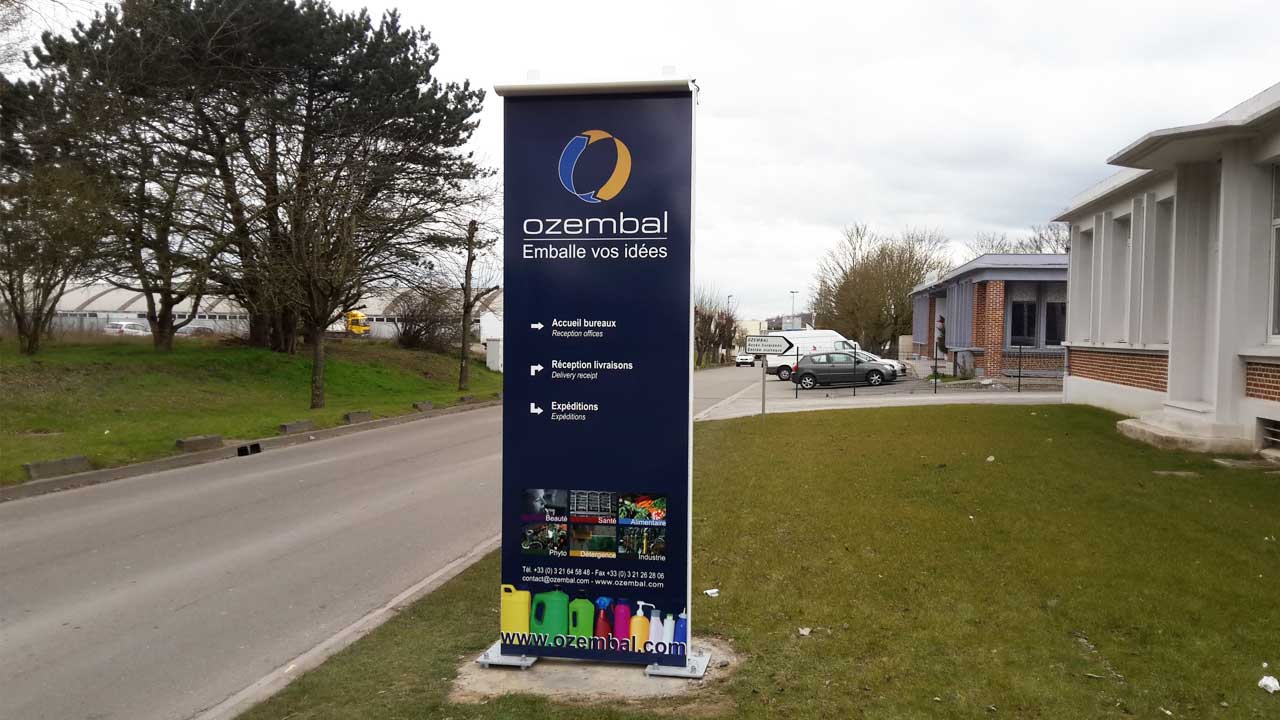 ozembal
Emballe vos idées
Accueil bureaux
Reception offices
Réception livraisons
Delivery receipt
Expéditions
Expéditions
Beauté
Santé
Alimentaire
Phyto
Détergence
Industrie
Tél. +33 (0) 3 21 64 58 48 - Fax +33 (0) 3 21 26 28 06
contact@ozembal.com - www.ozembal.com
www.ozembal.com
OZEMBAL
Accès livraisons